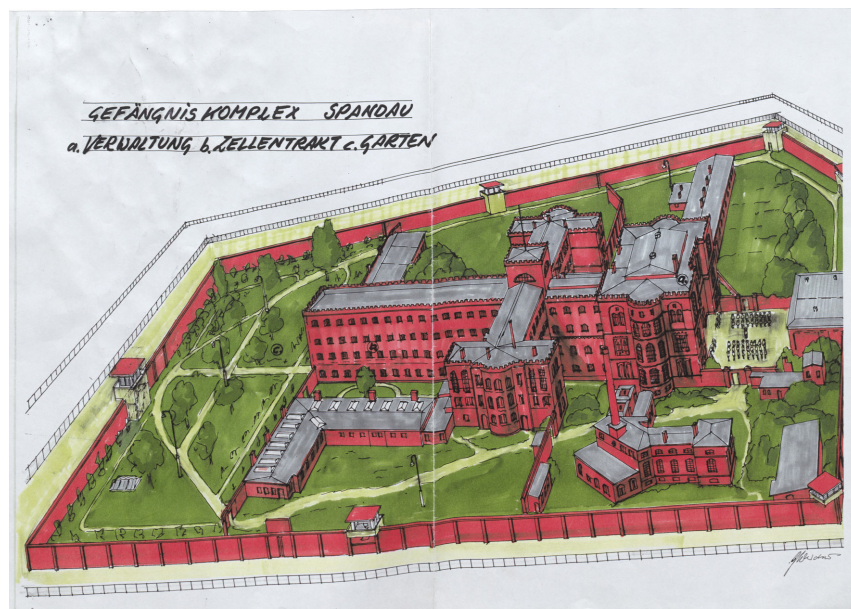 GEFÄNGNIS KOMPLEX SPANDAU
a. VERWALTUNG b. ZELLENTRAKT c. GARTEN